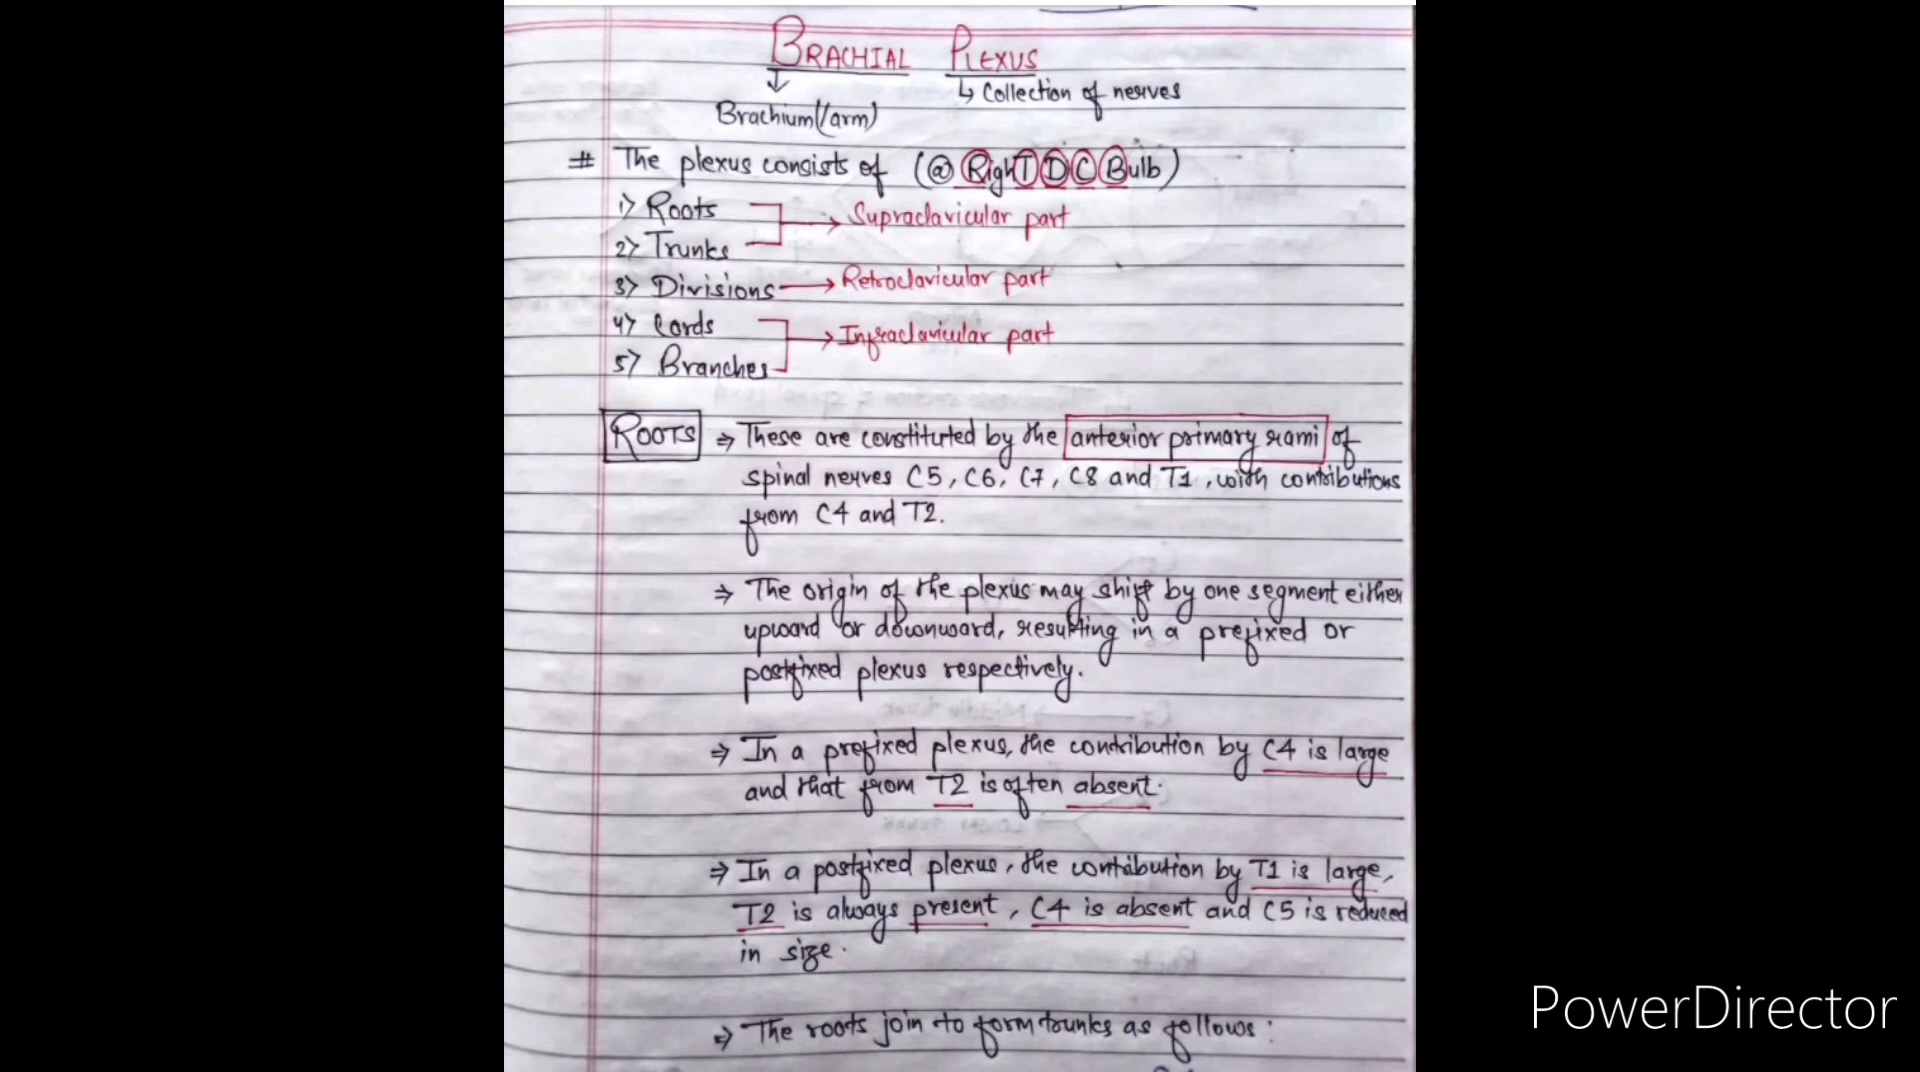 BRACHIAL PLEXUS
↓ ↳ Collection of nerves
Brachium(/arm)
# The plexus consists of (@ RighT D C Bulb)
1) Roots → Supraclavicular part
2) Trunks
3) Divisions → Retroclavicular part
4) Cords → Infraclavicular part
5) Branches
ROOTS ⇒ These are constituted by the anterior primary rami of
spinal nerves C5, C6, C7, C8 and T1, with contributions
from C4 and T2.
⇒ The origin of the plexus may shift by one segment either
upward or downward, resulting in a prefixed or
postfixed plexus respectively.
⇒ In a prefixed plexus, the contribution by C4 is large
and that from T2 is often absent.
⇒ In a postfixed plexus, the contribution by T1 is large,
T2 is always present, C4 is absent and C5 is reduced
in size.
⇒ The roots join to form trunks as follows:
PowerDirector